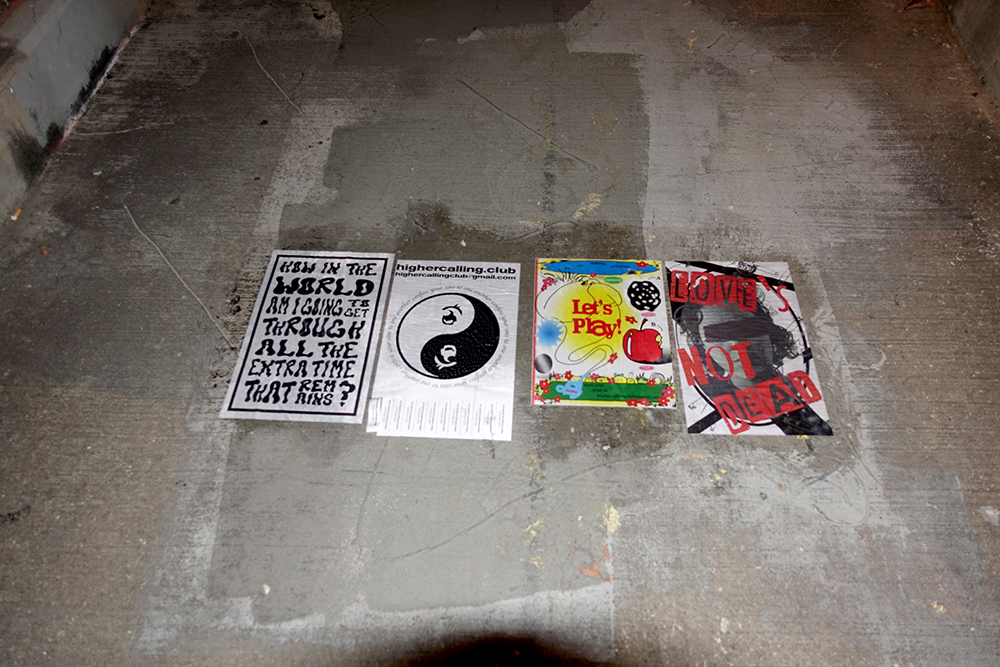 HOW IN THE
WORLD
AM I GOING TO GET
THROUGH
ALL THE
EXTRA TIME
THAT REMAINS?
highercalling.club
highercallingclub@gmail.com
Let's
Play!
LOVE'S
NOT
DEAD